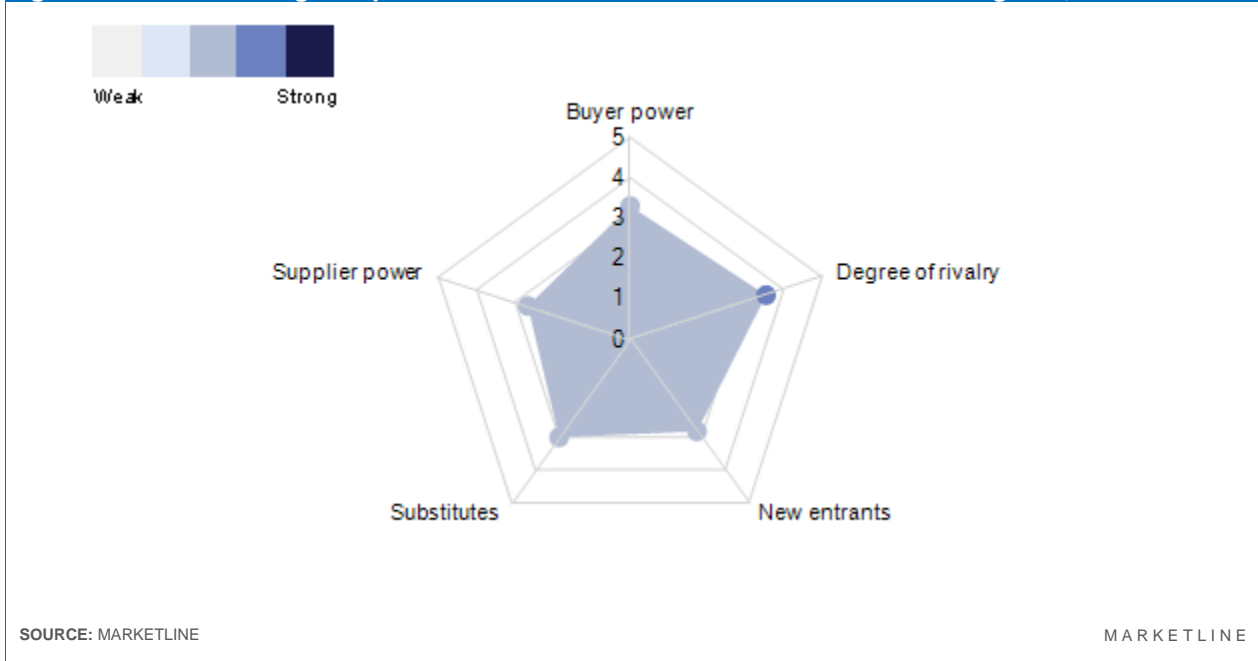 Weak Strong
Buyer power
5
4
3
2
1
0
Supplier power
Degree of rivalry
Substitutes
New entrants
SOURCE: MARKETLINE
MARKETLINE